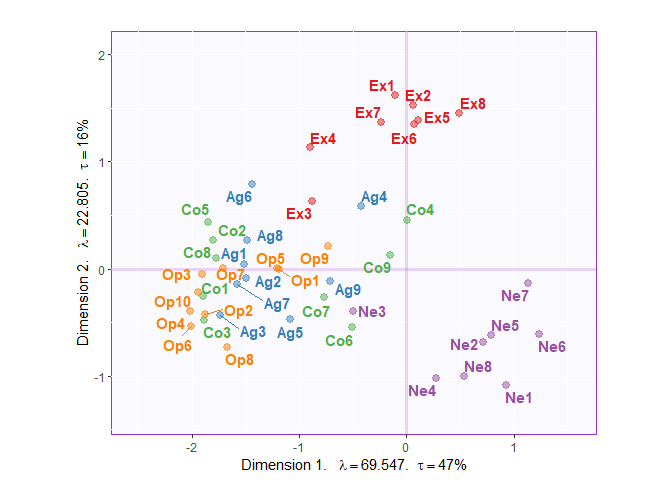 2
Ex1
Ex2
Ex8
Ex7
Ex5
Ex4
Ex6
1
Ag6
Ag4
Co5
Ex3
Co4
Co2
Ag8
Co8
Ag1
Op5
Op9
Co9
0
Op3
Op7
Op1
Ag2
Ag9
Ne7
Co1
Op10
Ag7
Op2
Co7
Ne3
Op4
Ag3
Ag5
Ne5
Co3
Co6
Ne2
Ne6
Op6
Op8
Ne8
-1
Ne4
Ne1
-2
-1
0
1
Dimension 1. λ=69.547. τ=47%
Dimension 2. λ=22.805. τ=16%